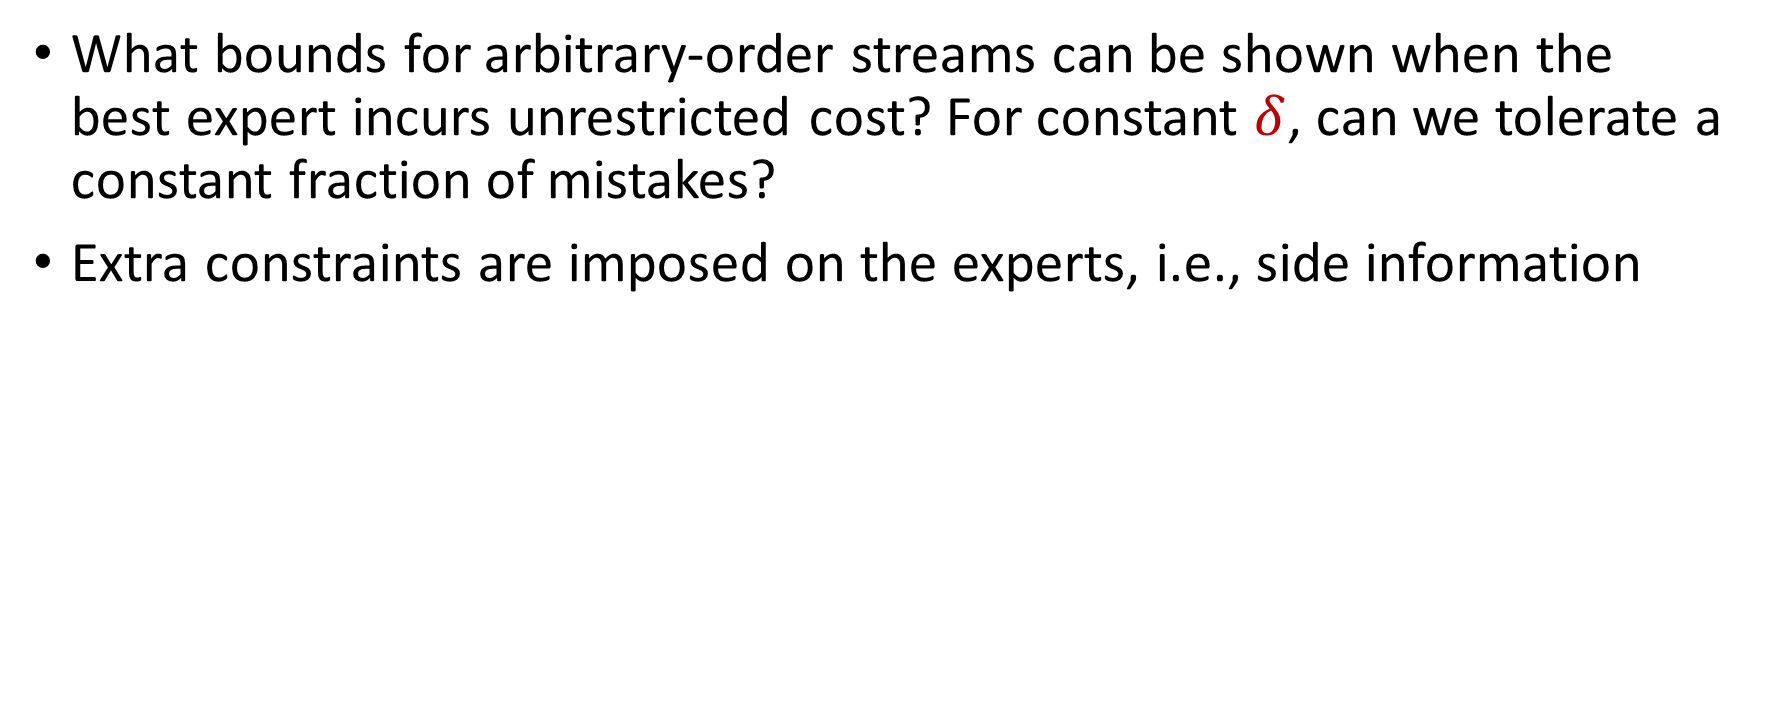 • What bounds for arbitrary-order streams can be shown when the
best expert incurs unrestricted cost? For constant 𝛿, can we tolerate a
constant fraction of mistakes?
• Extra constraints are imposed on the experts, i.e., side information